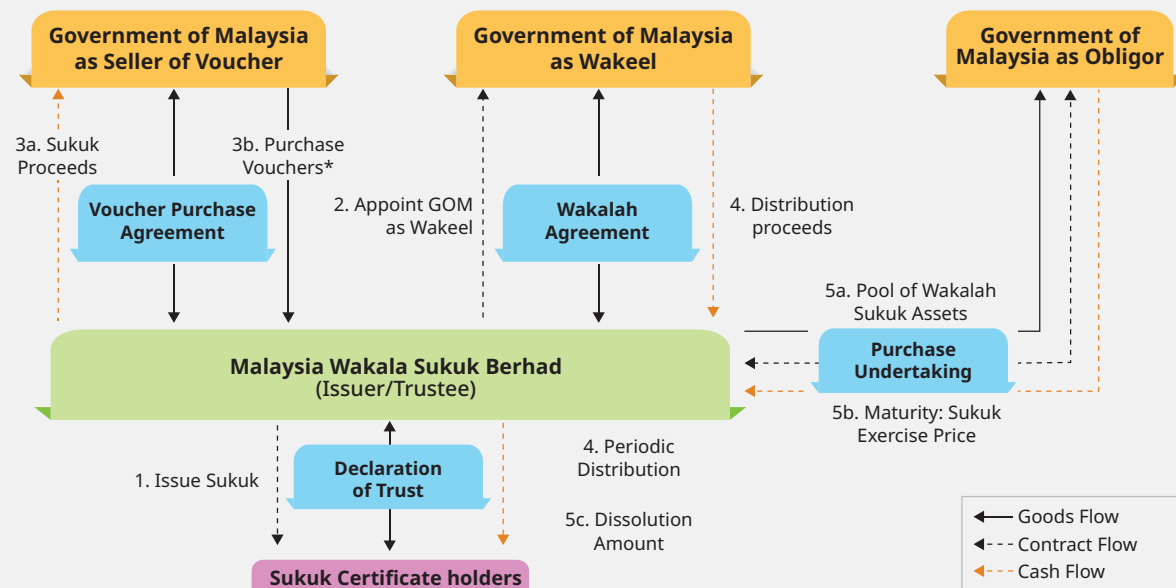 Government of Malaysia
as Seller of Voucher
Government of Malaysia
as Wakeel
Government of
Malaysia as Obligor
3a. Sukuk
Proceeds
3b. Purchase
Vouchers*
Voucher Purchase
Agreement
2. Appoint GOM
as Wakeel
Wakalah
Agreement
4. Distribution
proceeds
5a. Pool of Wakalah
Sukuk Assets
Purchase
Undertaking
5b. Maturity: Sukuk
Exercise Price
Malaysia Wakala Sukuk Berhad
(Issuer/Trustee)
1. Issue Sukuk
Declaration
of Trust
4. Periodic
Distribution
5c. Dissolution
Amount
Sukuk Certificate holders
Goods Flow
Contract Flow
Cash Flow